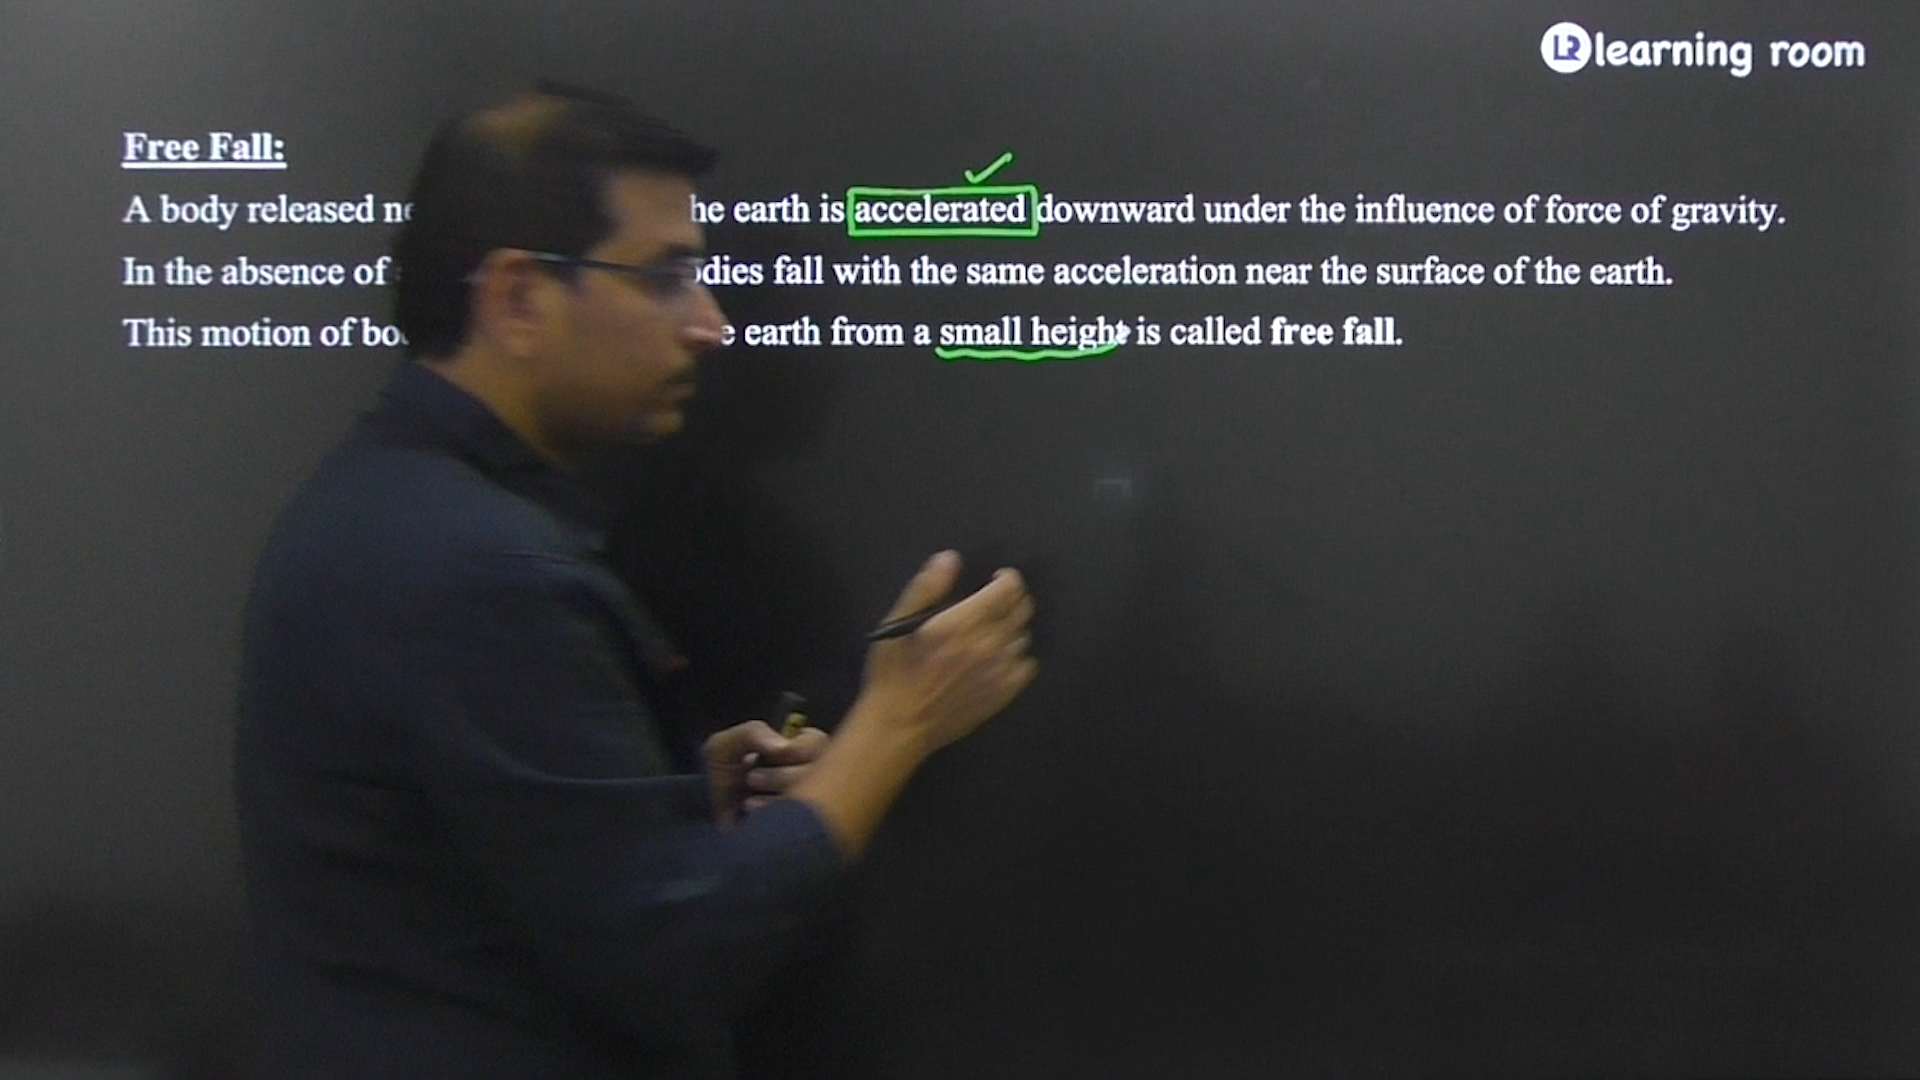 learning room
Free Fall:
A body released he earth is accelerated downward under the influence of force of gravity.
In the absence of dies fall with the same acceleration near the surface of the earth.
This motion of earth from a small height is called free fall.